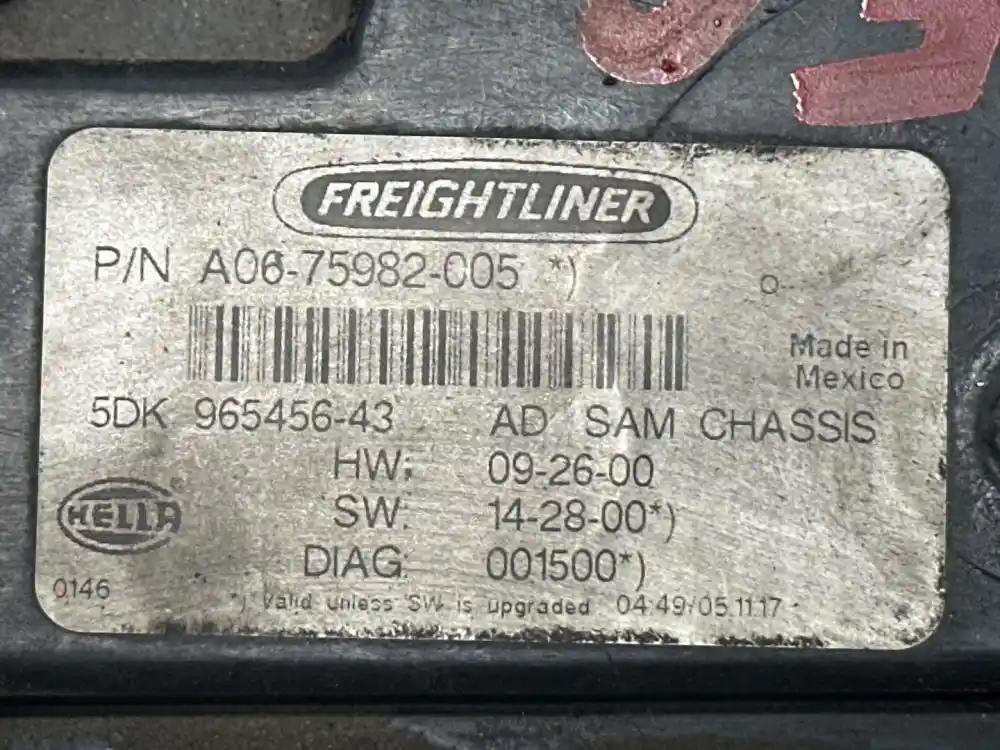 FREIGHTLINER
P/N A06-75982-005 *)
Made in
Mexico
5DK 965456-43 AD SAM CHASSIS
HW: 09-26-00
SW: 14-28-00*)
DIAG: 001500*)
HELLA
0146
*) Valid unless SW is upgraded 04:49/05.11.17